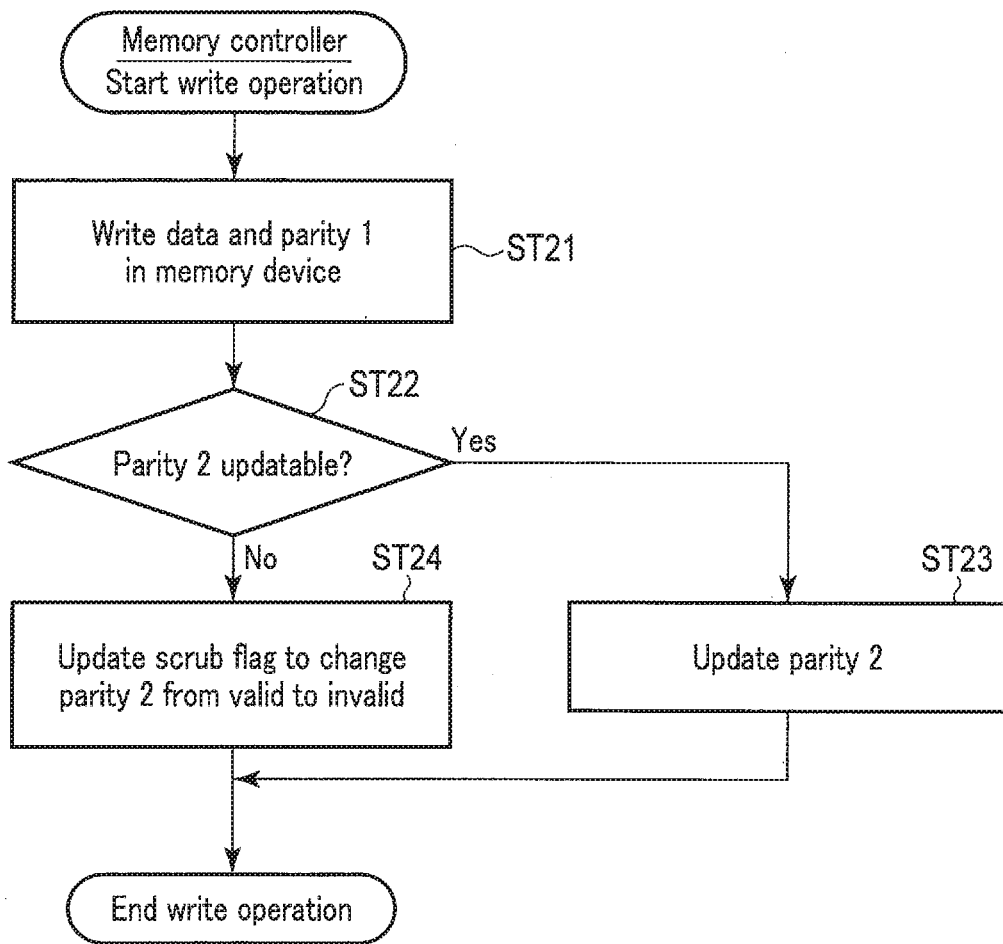 Memory controller
Start write operation
Write data and parity 1
in memory device
ST21
ST22
Parity 2 updatable?
Yes
No
ST24
ST23
Update scrub flag to change
parity 2 from valid to invalid
Update parity 2
End write operation